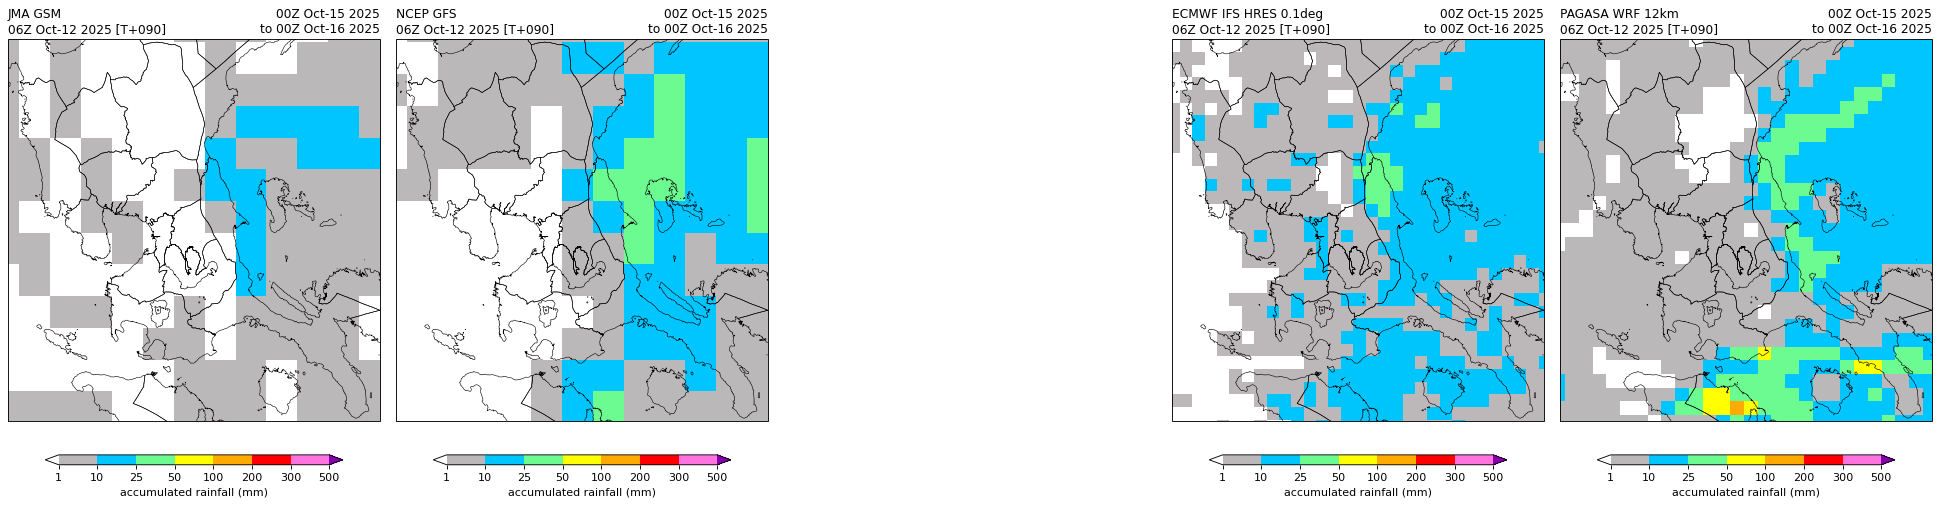 JMA GSM 00Z Oct-15 2025
06Z Oct-12 2025 [T+090] to 00Z Oct-16 2025
1 10 25 50 100 200 300 500
accumulated rainfall (mm)
NCEP GFS 00Z Oct-15 2025
06Z Oct-12 2025 [T+090] to 00Z Oct-16 2025
1 10 25 50 100 200 300 500
accumulated rainfall (mm)
ECMWF IFS HRES 0.1deg 00Z Oct-15 2025
06Z Oct-12 2025 [T+090] to 00Z Oct-16 2025
1 10 25 50 100 200 300 500
accumulated rainfall (mm)
PAGASA WRF 12km 00Z Oct-15 2025
06Z Oct-12 2025 [T+090] to 00Z Oct-16 2025
1 10 25 50 100 200 300 500
accumulated rainfall (mm)